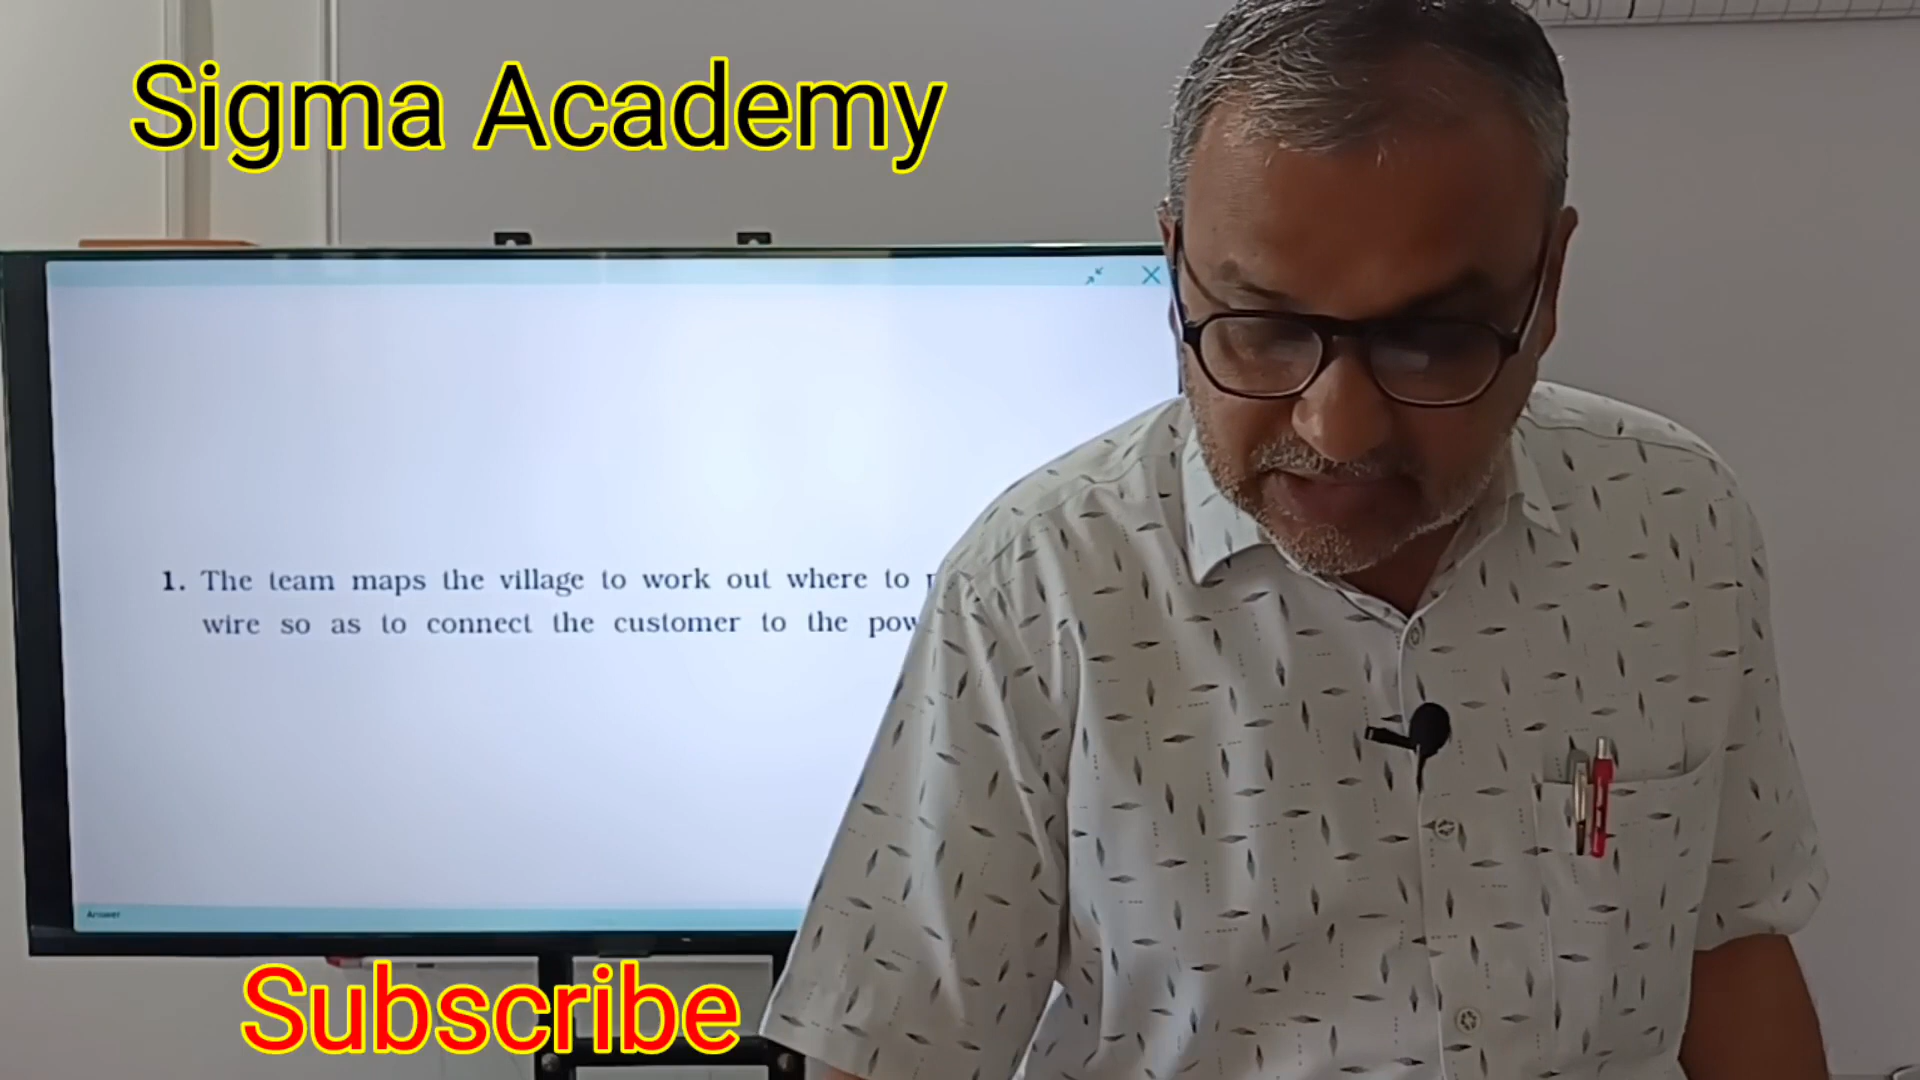 Sigma Academy
1. The team maps the village to work out where to
wire so as to connect the customer to the
Answer
Subscribe